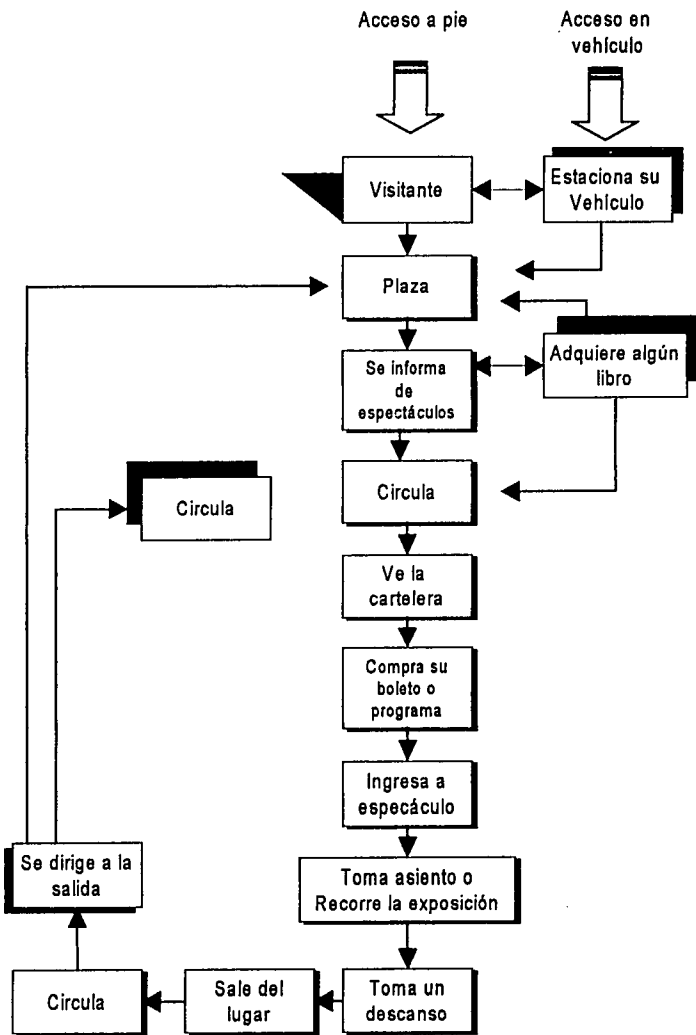 Acceso a pie
Acceso en
vehículo
Visitante
Estaciona su
Vehículo
Plaza
Se informa
de
espectáculos
Adquiere algún
libro
Circula
Circula
Ve la
cartelera
Compra su
boleto o
programa
Ingresa a
especáculo
Toma asiento o
Recorre la exposición
Se dirige a la
salida
Circula
Sale del
lugar
Toma un
descanso